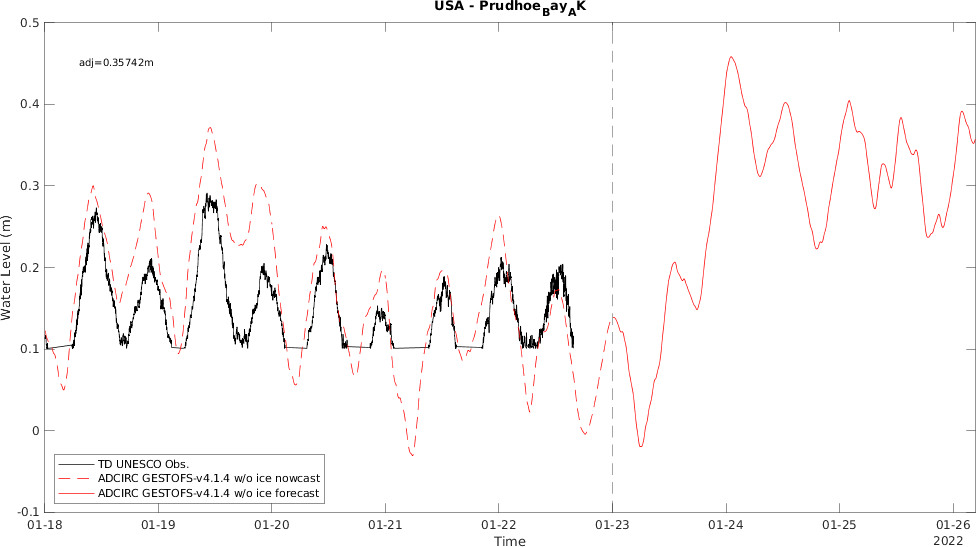 USA - Prudhoe_Bay_AK
adj=0.35742m
0.5
0.4
0.3
0.2
0.1
0
-0.1
Water Level (m)
TD UNESCO Obs.
ADCIRC GESTOFS-v4.1.4 w/o ice nowcast
ADCIRC GESTOFS-v4.1.4 w/o ice forecast
01-18 01-19 01-20 01-21 01-22 01-23 01-24 01-25 01-26
Time 2022